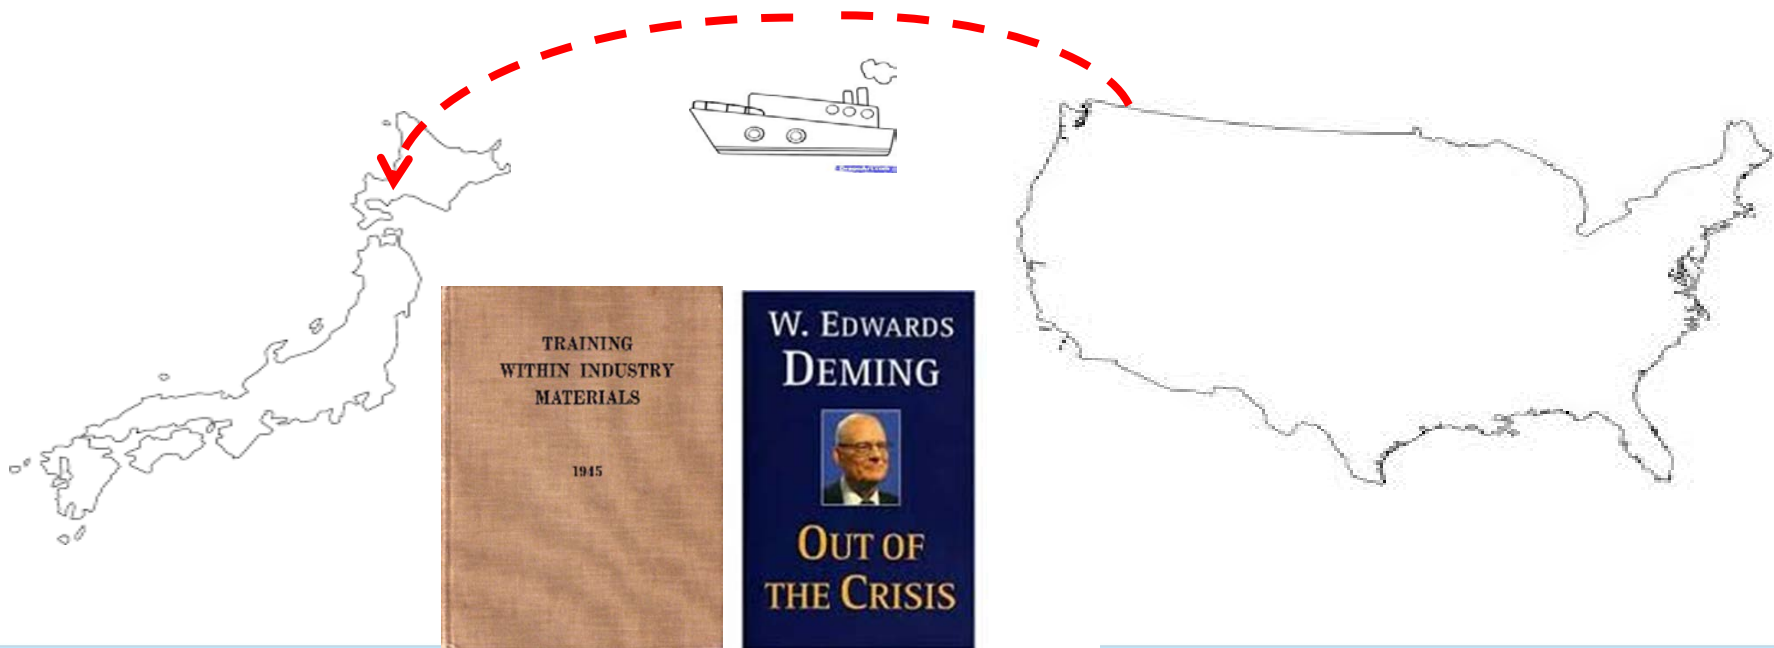 TRAINING
WITHIN INDUSTRY
MATERIALS
1945
W. EDWARDS
DEMING
OUT OF
THE CRISIS